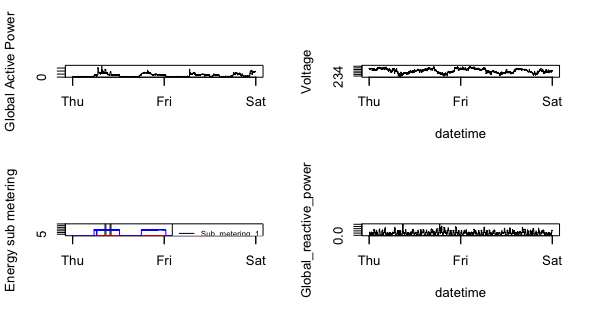 Global Active Power
0
Thu Fri Sat
Voltage
234
Thu Fri Sat
datetime
Energy sub metering
5
Sub_metering_1
Thu Fri Sat
Global_reactive_power
0.0
Thu Fri Sat
datetime